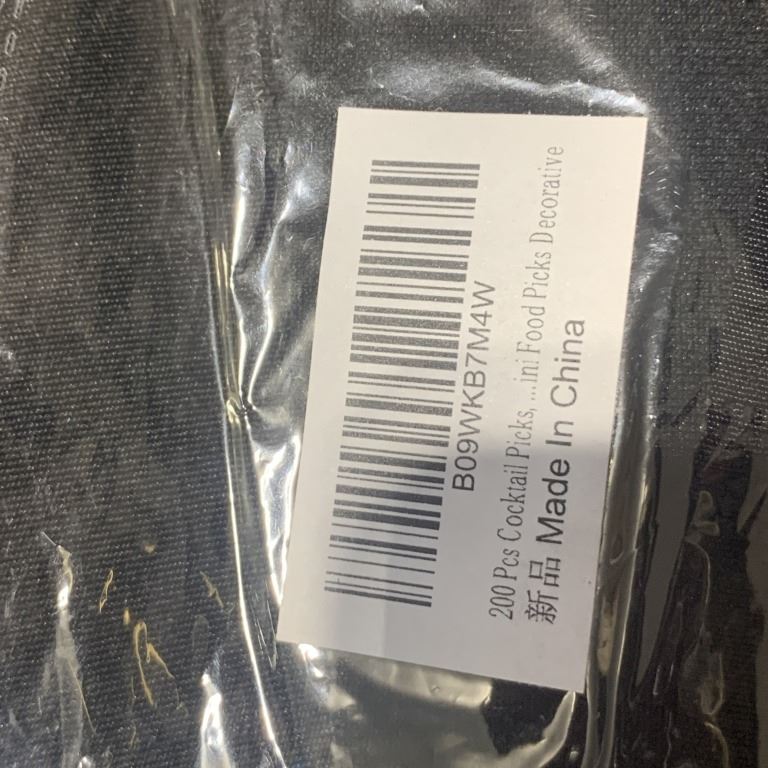 B09WKB7M4W
200 Pcs Cocktail Picks, ...ini Food Picks Decorative
新品 Made In China